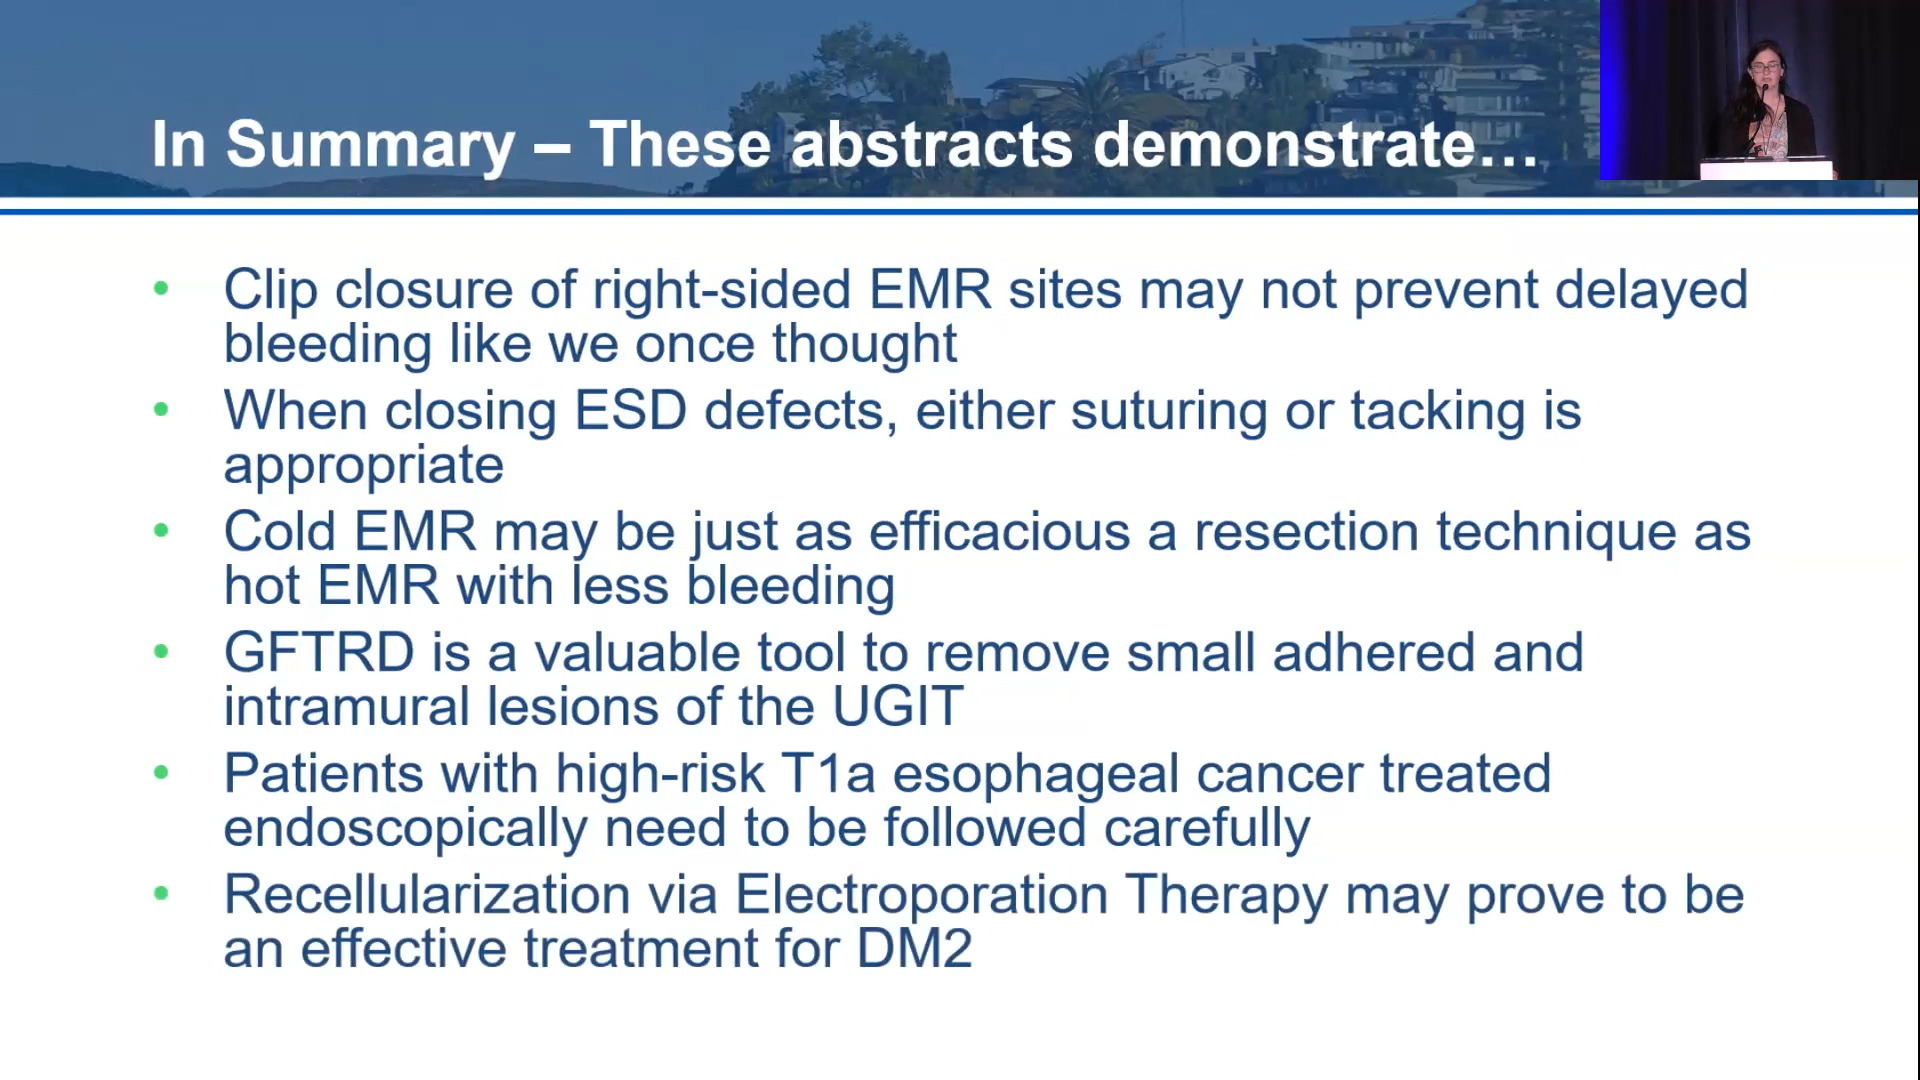 In Summary – These abstracts demonstrate…
• Clip closure of right-sided EMR sites may not prevent delayed
bleeding like we once thought
• When closing ESD defects, either suturing or tacking is
appropriate
• Cold EMR may be just as efficacious a resection technique as
hot EMR with less bleeding
• GFTRD is a valuable tool to remove small adhered and
intramural lesions of the UGIT
• Patients with high-risk T1a esophageal cancer treated
endoscopically need to be followed carefully
• Recellularization via Electroporation Therapy may prove to be
an effective treatment for DM2